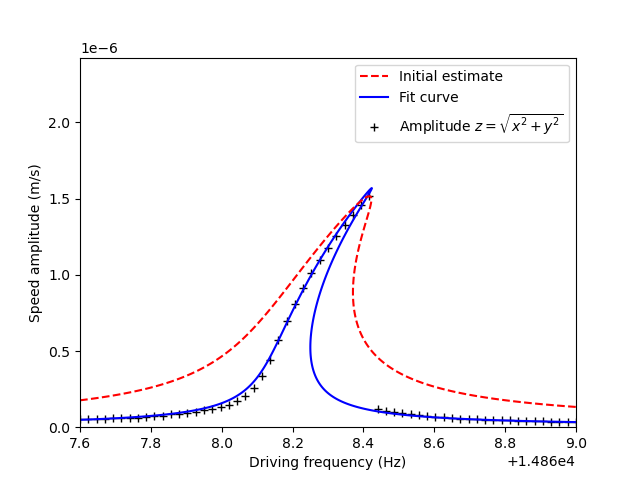 1e−6
Initial estimate
Fit curve
Amplitude z = √x² + y²
2.0
1.5
1.0
0.5
0.0
Speed amplitude (m/s)
7.6 7.8 8.0 8.2 8.4 8.6 8.8 9.0
Driving frequency (Hz)
+1.486e4